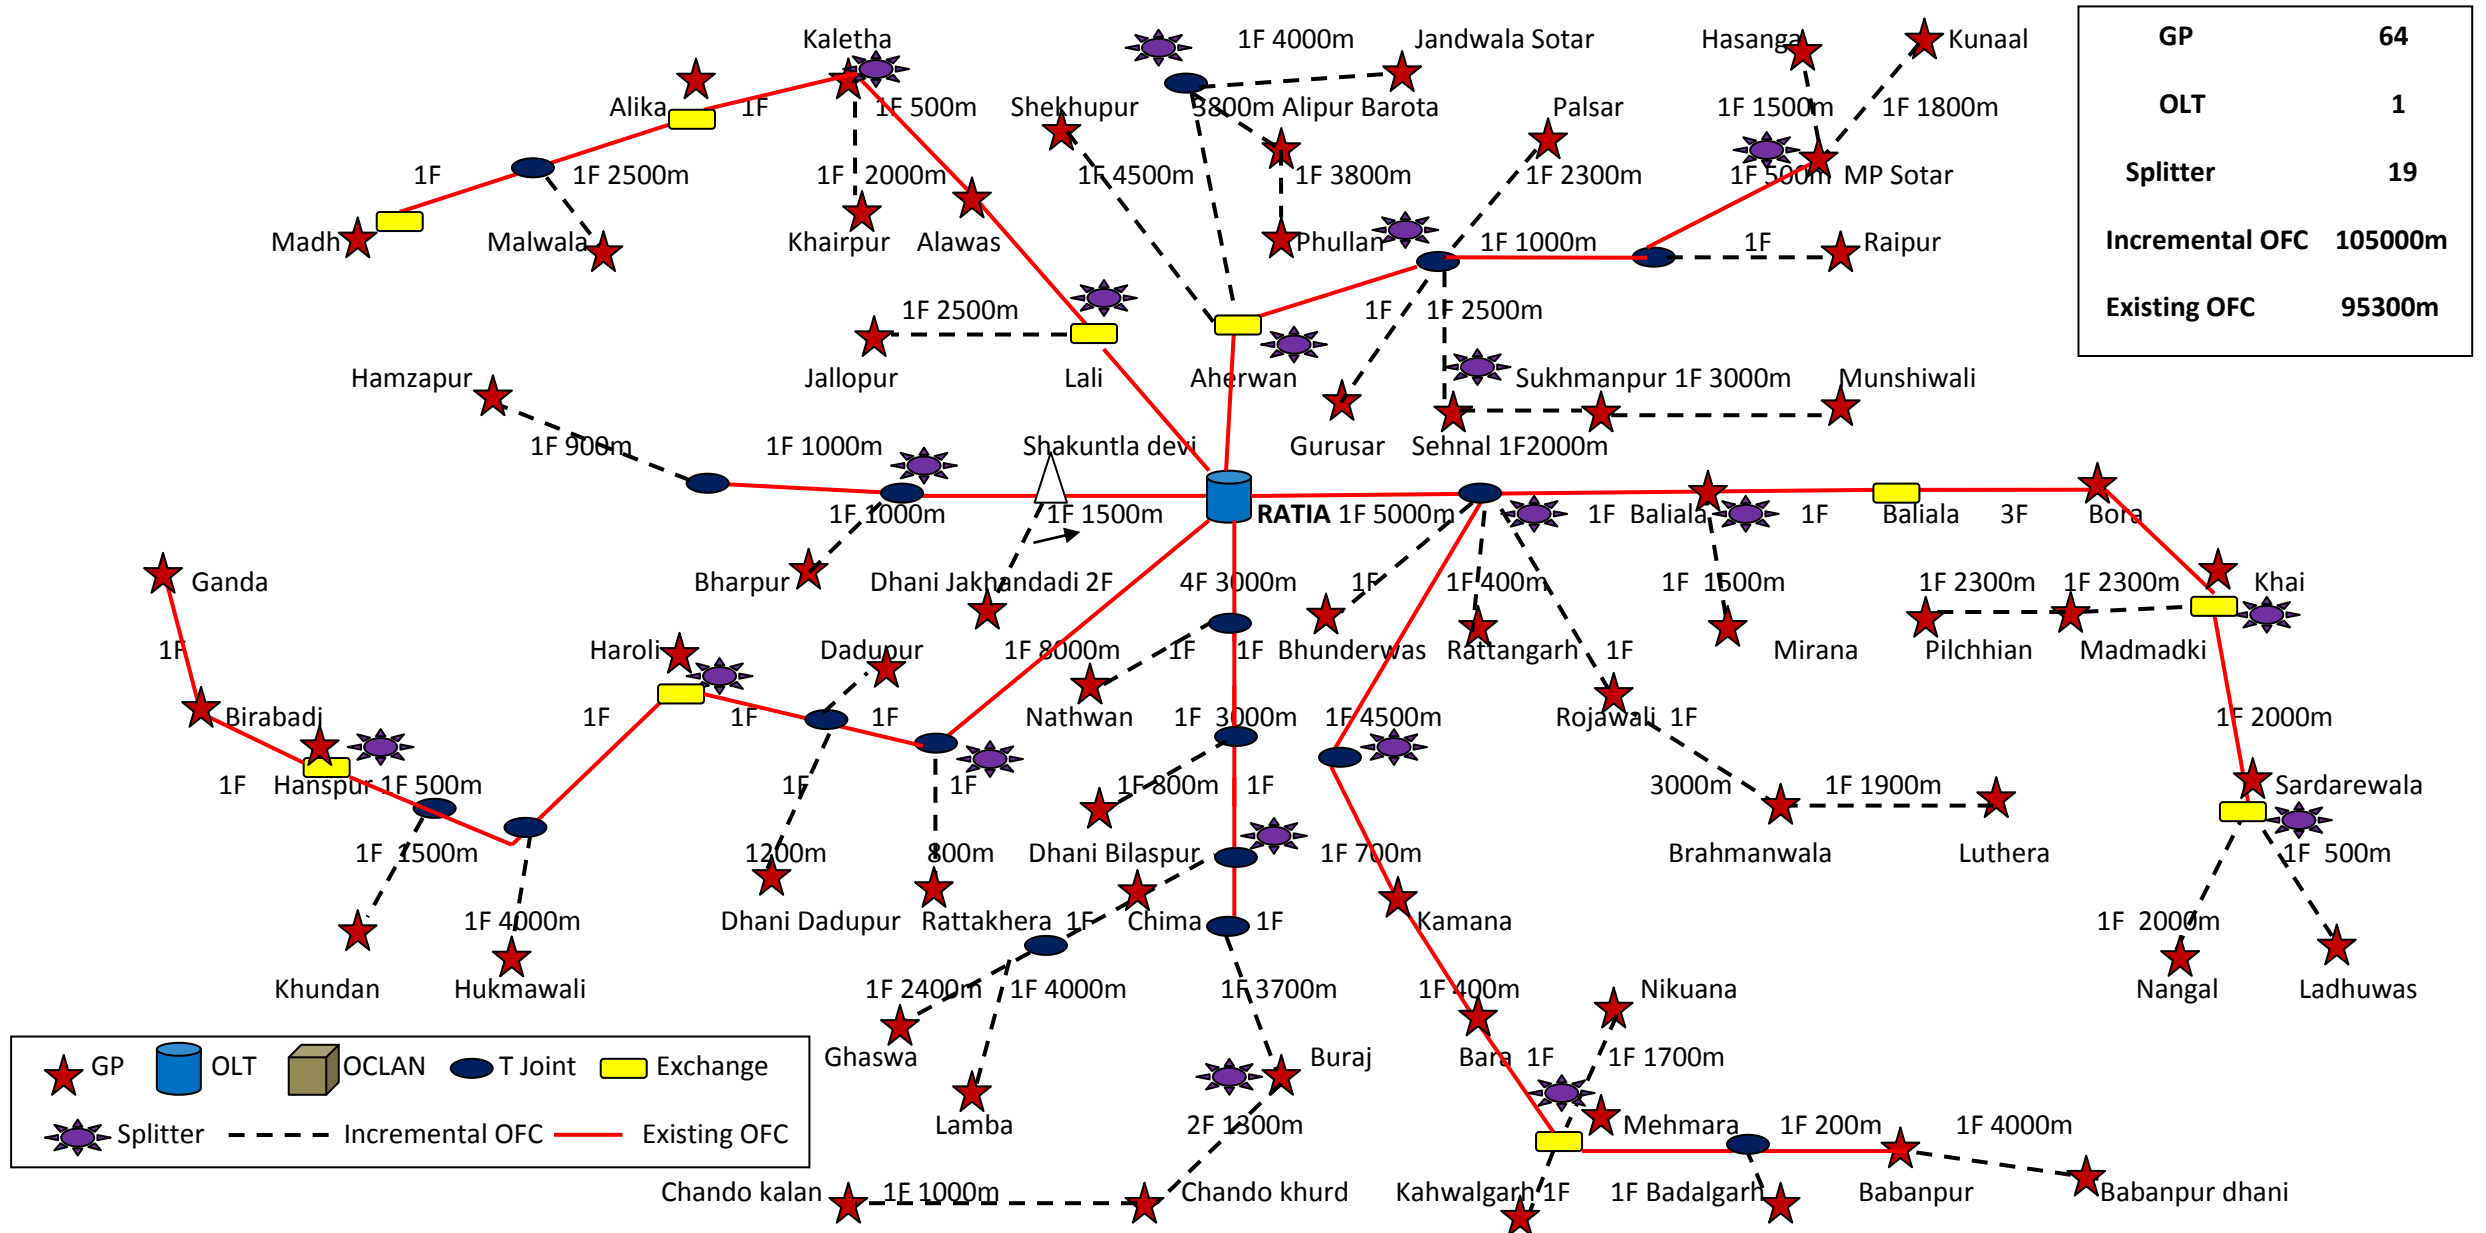 Kaletha 1F 4000m Jandwala Sotar Hasanga Kunaal
GP 64
Alika 1F 1F 500m Shekhupur 3800m Alipur Barota Palsar 1F 1500m 1F 1800m
OLT 1
1F 1F 2500m 1F 2000m 1F 4500m 1F 3800m 1F 2300m 1F 500m MP Sotar
Splitter 19
Madh Malwala Khairpur Alawas Phullan 1F 1000m 1F Raipur
Incremental OFC 105000m
1F 2500m 1F 1F 2500m
Existing OFC 95300m
Hamzapur Jallopur Lali Aherwan Sukhmanpur 1F 3000m Munshiwali
1F 900m 1F 1000m Shakuntla devi Gurusar Sehnal 1F2000m
1F 1000m 1F 1500m RATIA 1F 5000m 1F Baliala 1F Baliala 3F Bora
Ganda Bharpur Dhani Jakhandadi 2F 4F 3000m 1F 1F 400m 1F 1500m 1F 2300m 1F 2300m Khai
1F Haroli Dadupur 1F 8000m 1F 1F Bhunderwas Rattangarh 1F Mirana Pilchhian Madmadki
Birabadi 1F 1F 1F Nathwan 1F 3000m 1F 4500m Rojawali 1F 1F 2000m
1F Hanspur 1F 500m 1F 1F 1F 800m 1F 3000m 1F 1900m Sardarewala
1F 1500m 1200m 800m Dhani Bilaspur 1F 700m Brahmanwala Luthera 1F 500m
1F 4000m Dhani Dadupur Rattakhera 1F Chima 1F Kamana 1F 2000m
Khundan Hukmawali 1F 2400m 1F 4000m 1F 3700m 1F 400m Nikuana Nangal Ladhuwas
GP OLT OCLAN T Joint Exchange
Ghaswa Buraj Bara 1F 1F 1700m
Splitter Incremental OFC Existing OFC
Lamba 2F 1300m Mehmara 1F 200m 1F 4000m
Chando kalan 1F 1000m Chando khurd Kahwalgarh 1F 1F Badalgarh Babanpur Babanpur dhani